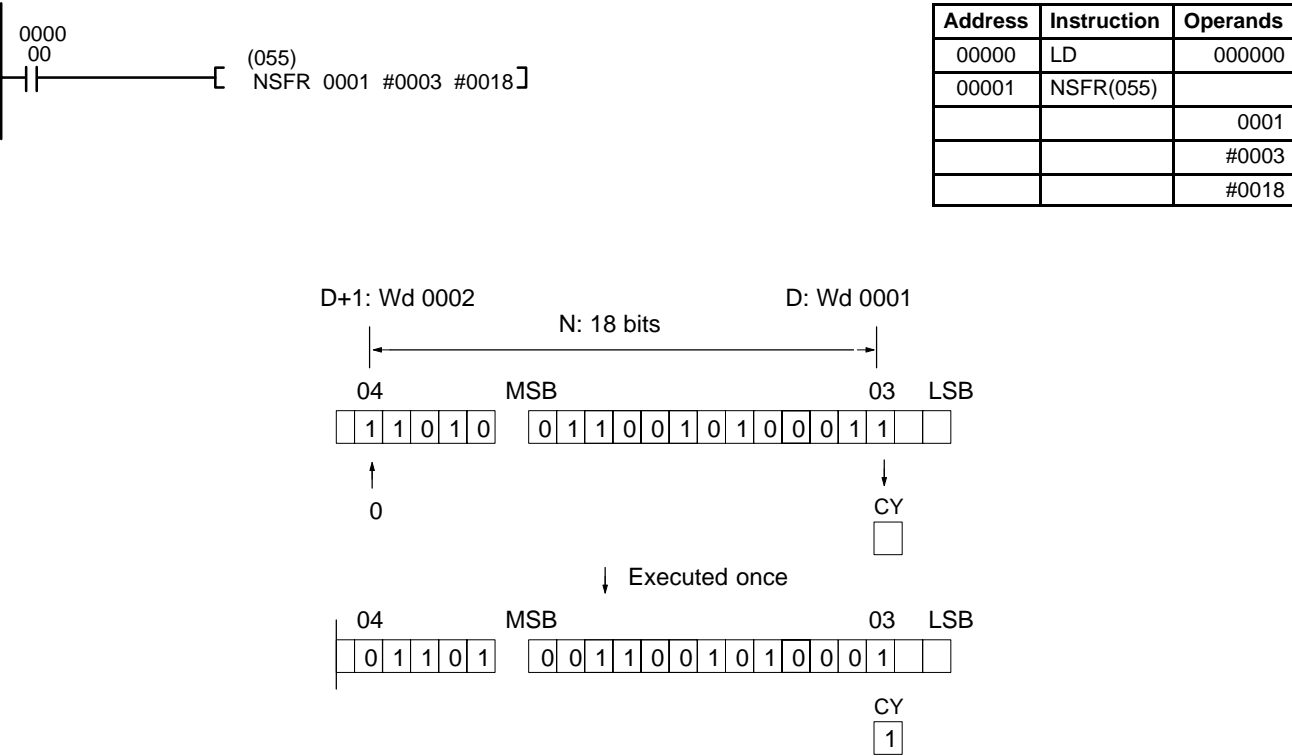 0000
00
(055)
NSFR 0001 #0003 #0018
Address Instruction Operands
00000 LD 000000
00001 NSFR(055)
0001
#0003
#0018
D+1: Wd 0002 D: Wd 0001
N: 18 bits
04 MSB 03 LSB
1 1 0 1 0 0 1 1 0 0 1 0 1 0 0 0 1 1
0
CY
Executed once
04 MSB 03 LSB
0 1 1 0 1 0 0 1 1 0 0 1 0 1 0 0 0 1
CY
1